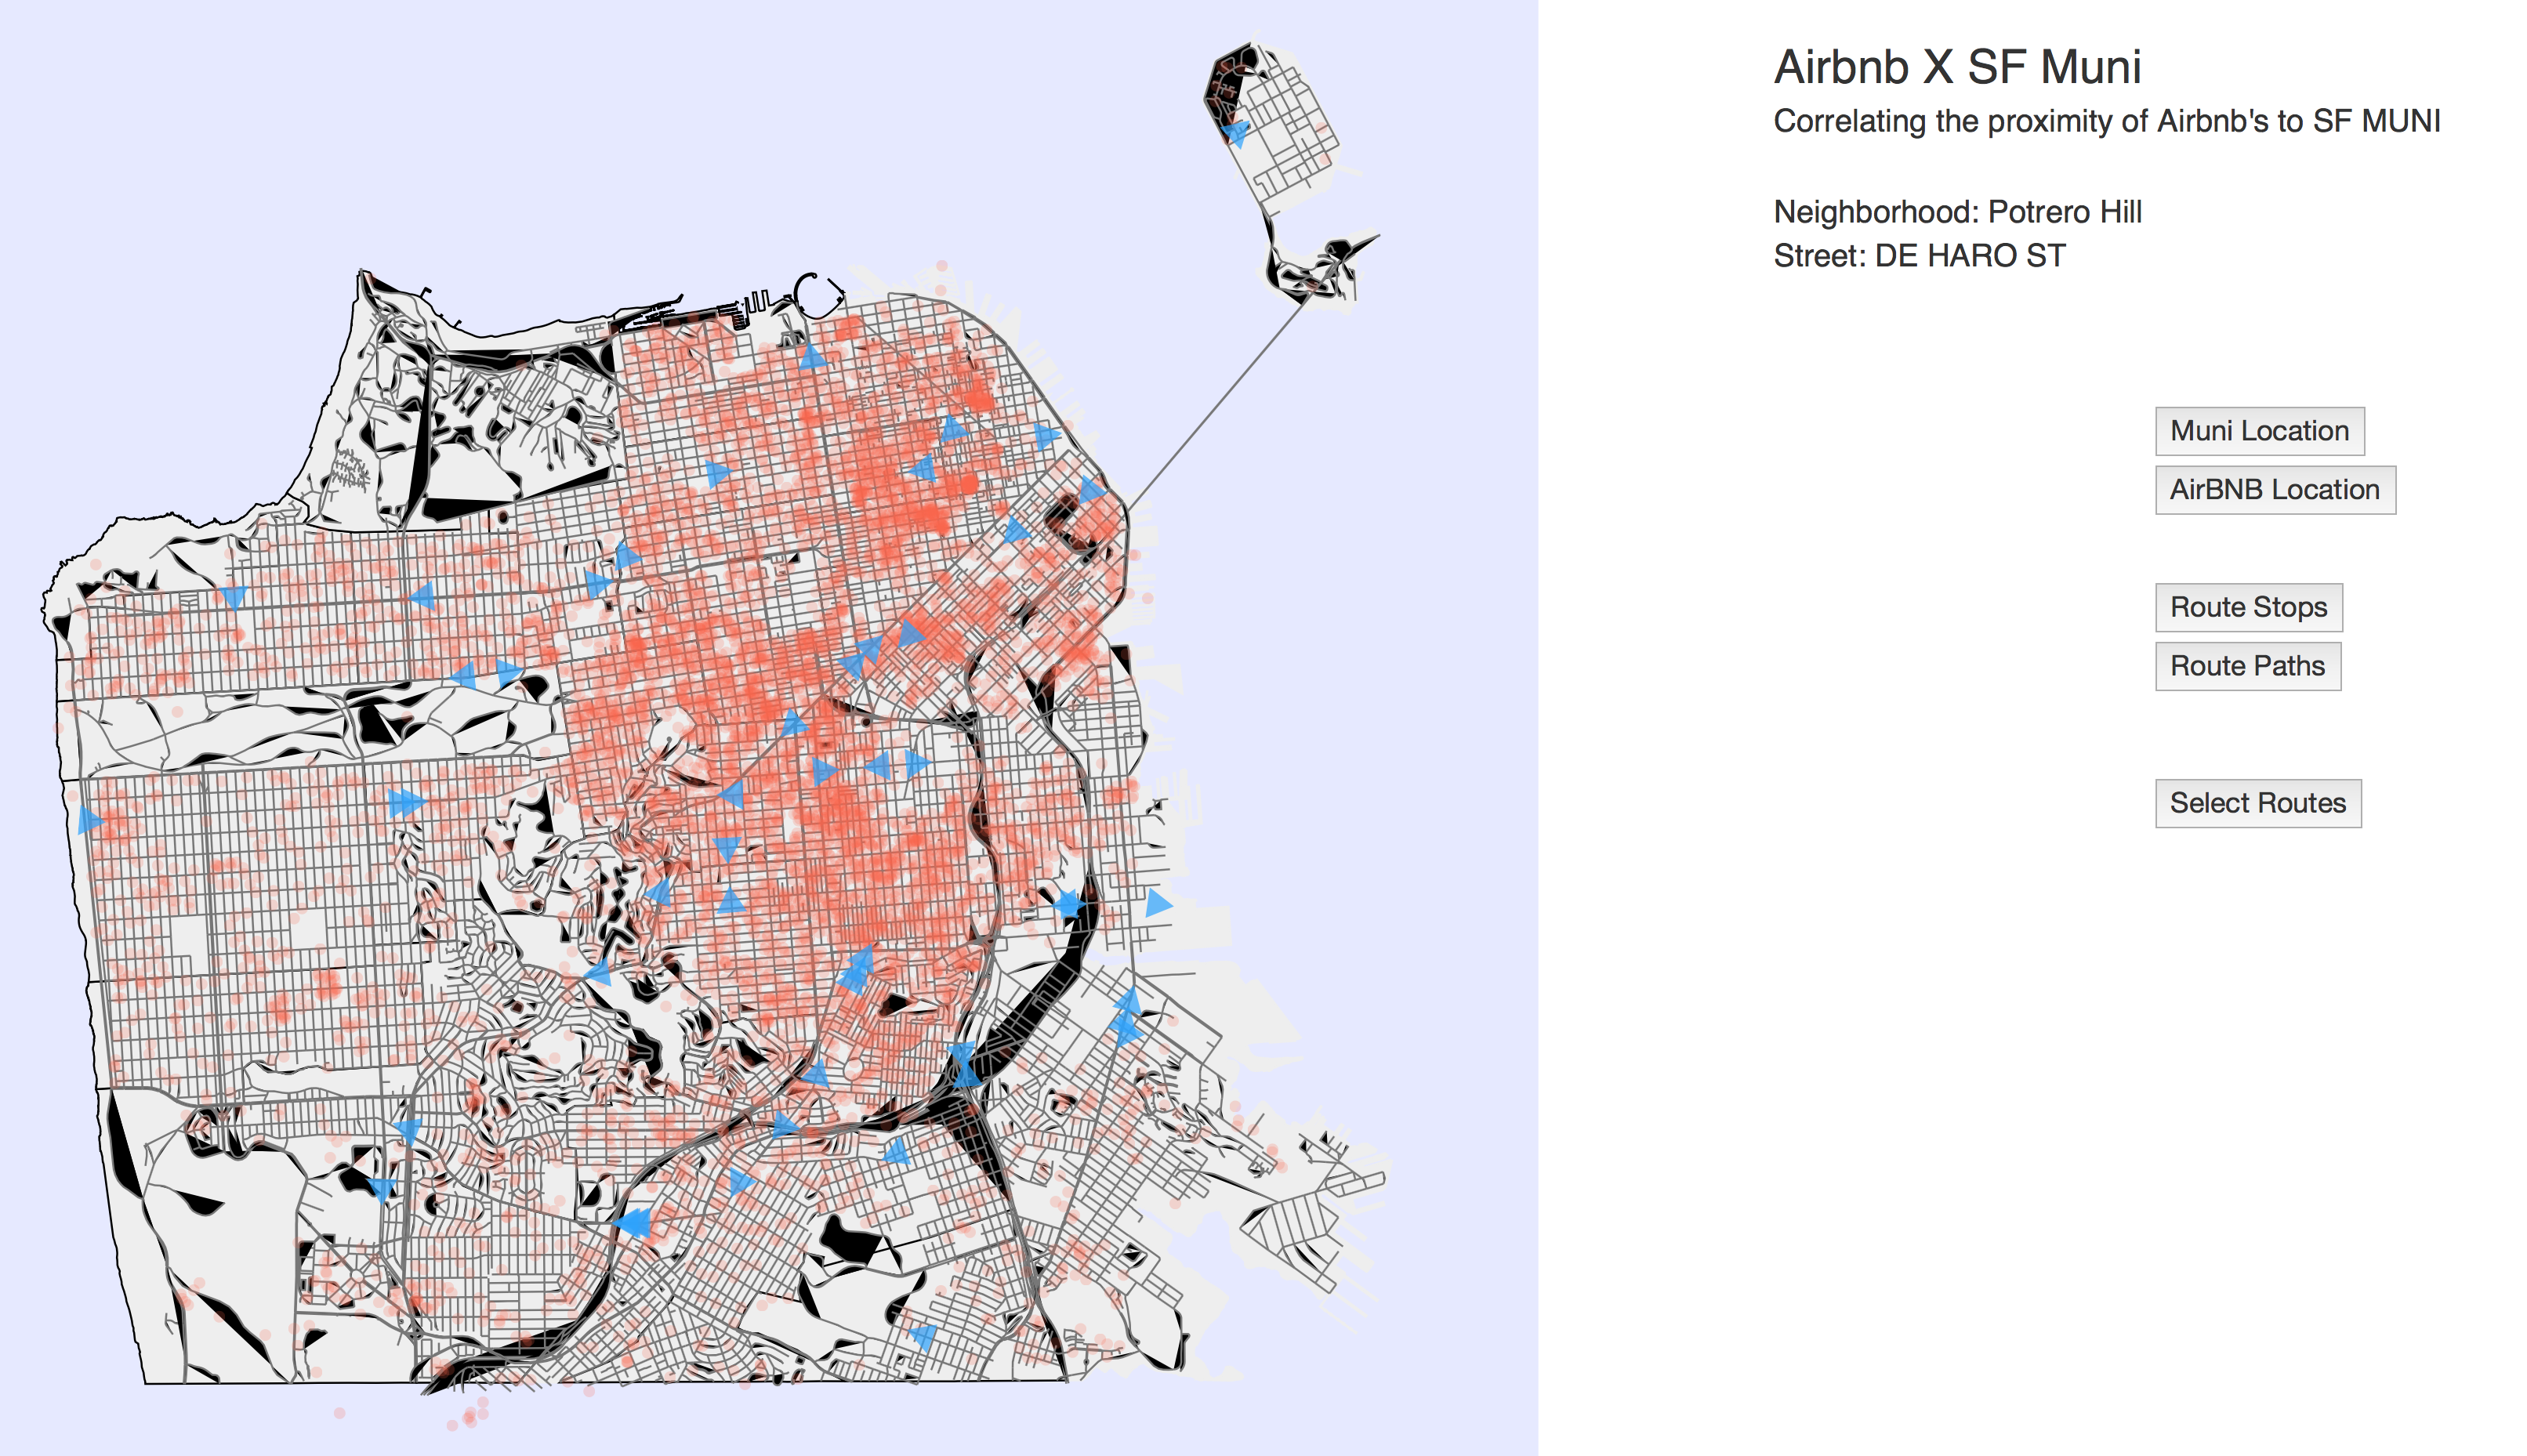 Airbnb X SF Muni
Correlating the proximity of Airbnb's to SF MUNI
Neighborhood: Potrero Hill
Street: DE HARO ST
Muni Location
AirBNB Location
Route Stops
Route Paths
Select Routes